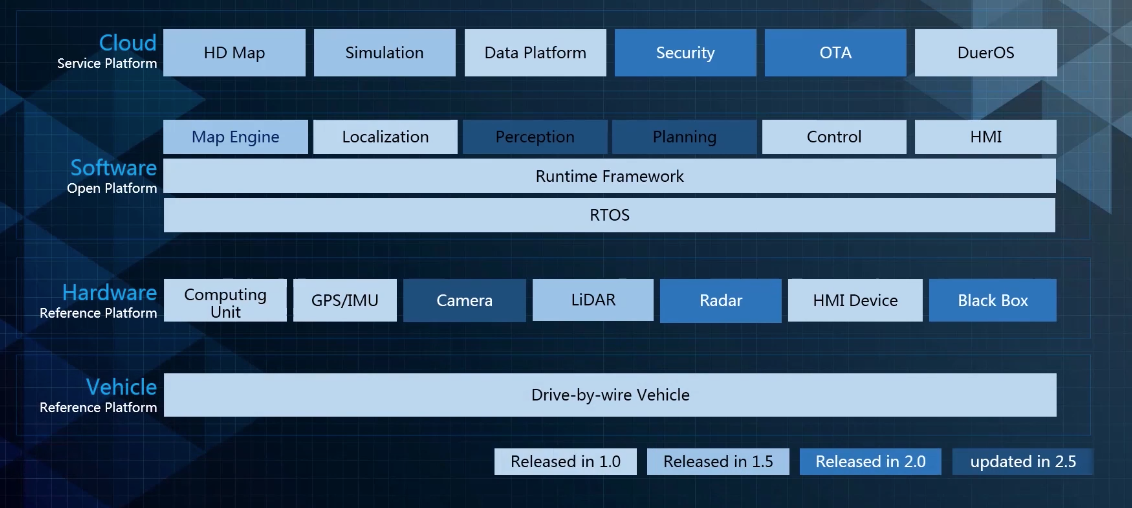 Cloud
Service Platform
HD Map
Simulation
Data Platform
Security
OTA
DuerOS
Software
Open Platform
Map Engine
Localization
Perception
Planning
Control
HMI
Runtime Framework
RTOS
Hardware
Reference Platform
Computing
Unit
GPS/IMU
Camera
LiDAR
Radar
HMI Device
Black Box
Vehicle
Reference Platform
Drive-by-wire Vehicle
Released in 1.0
Released in 1.5
Released in 2.0
updated in 2.5